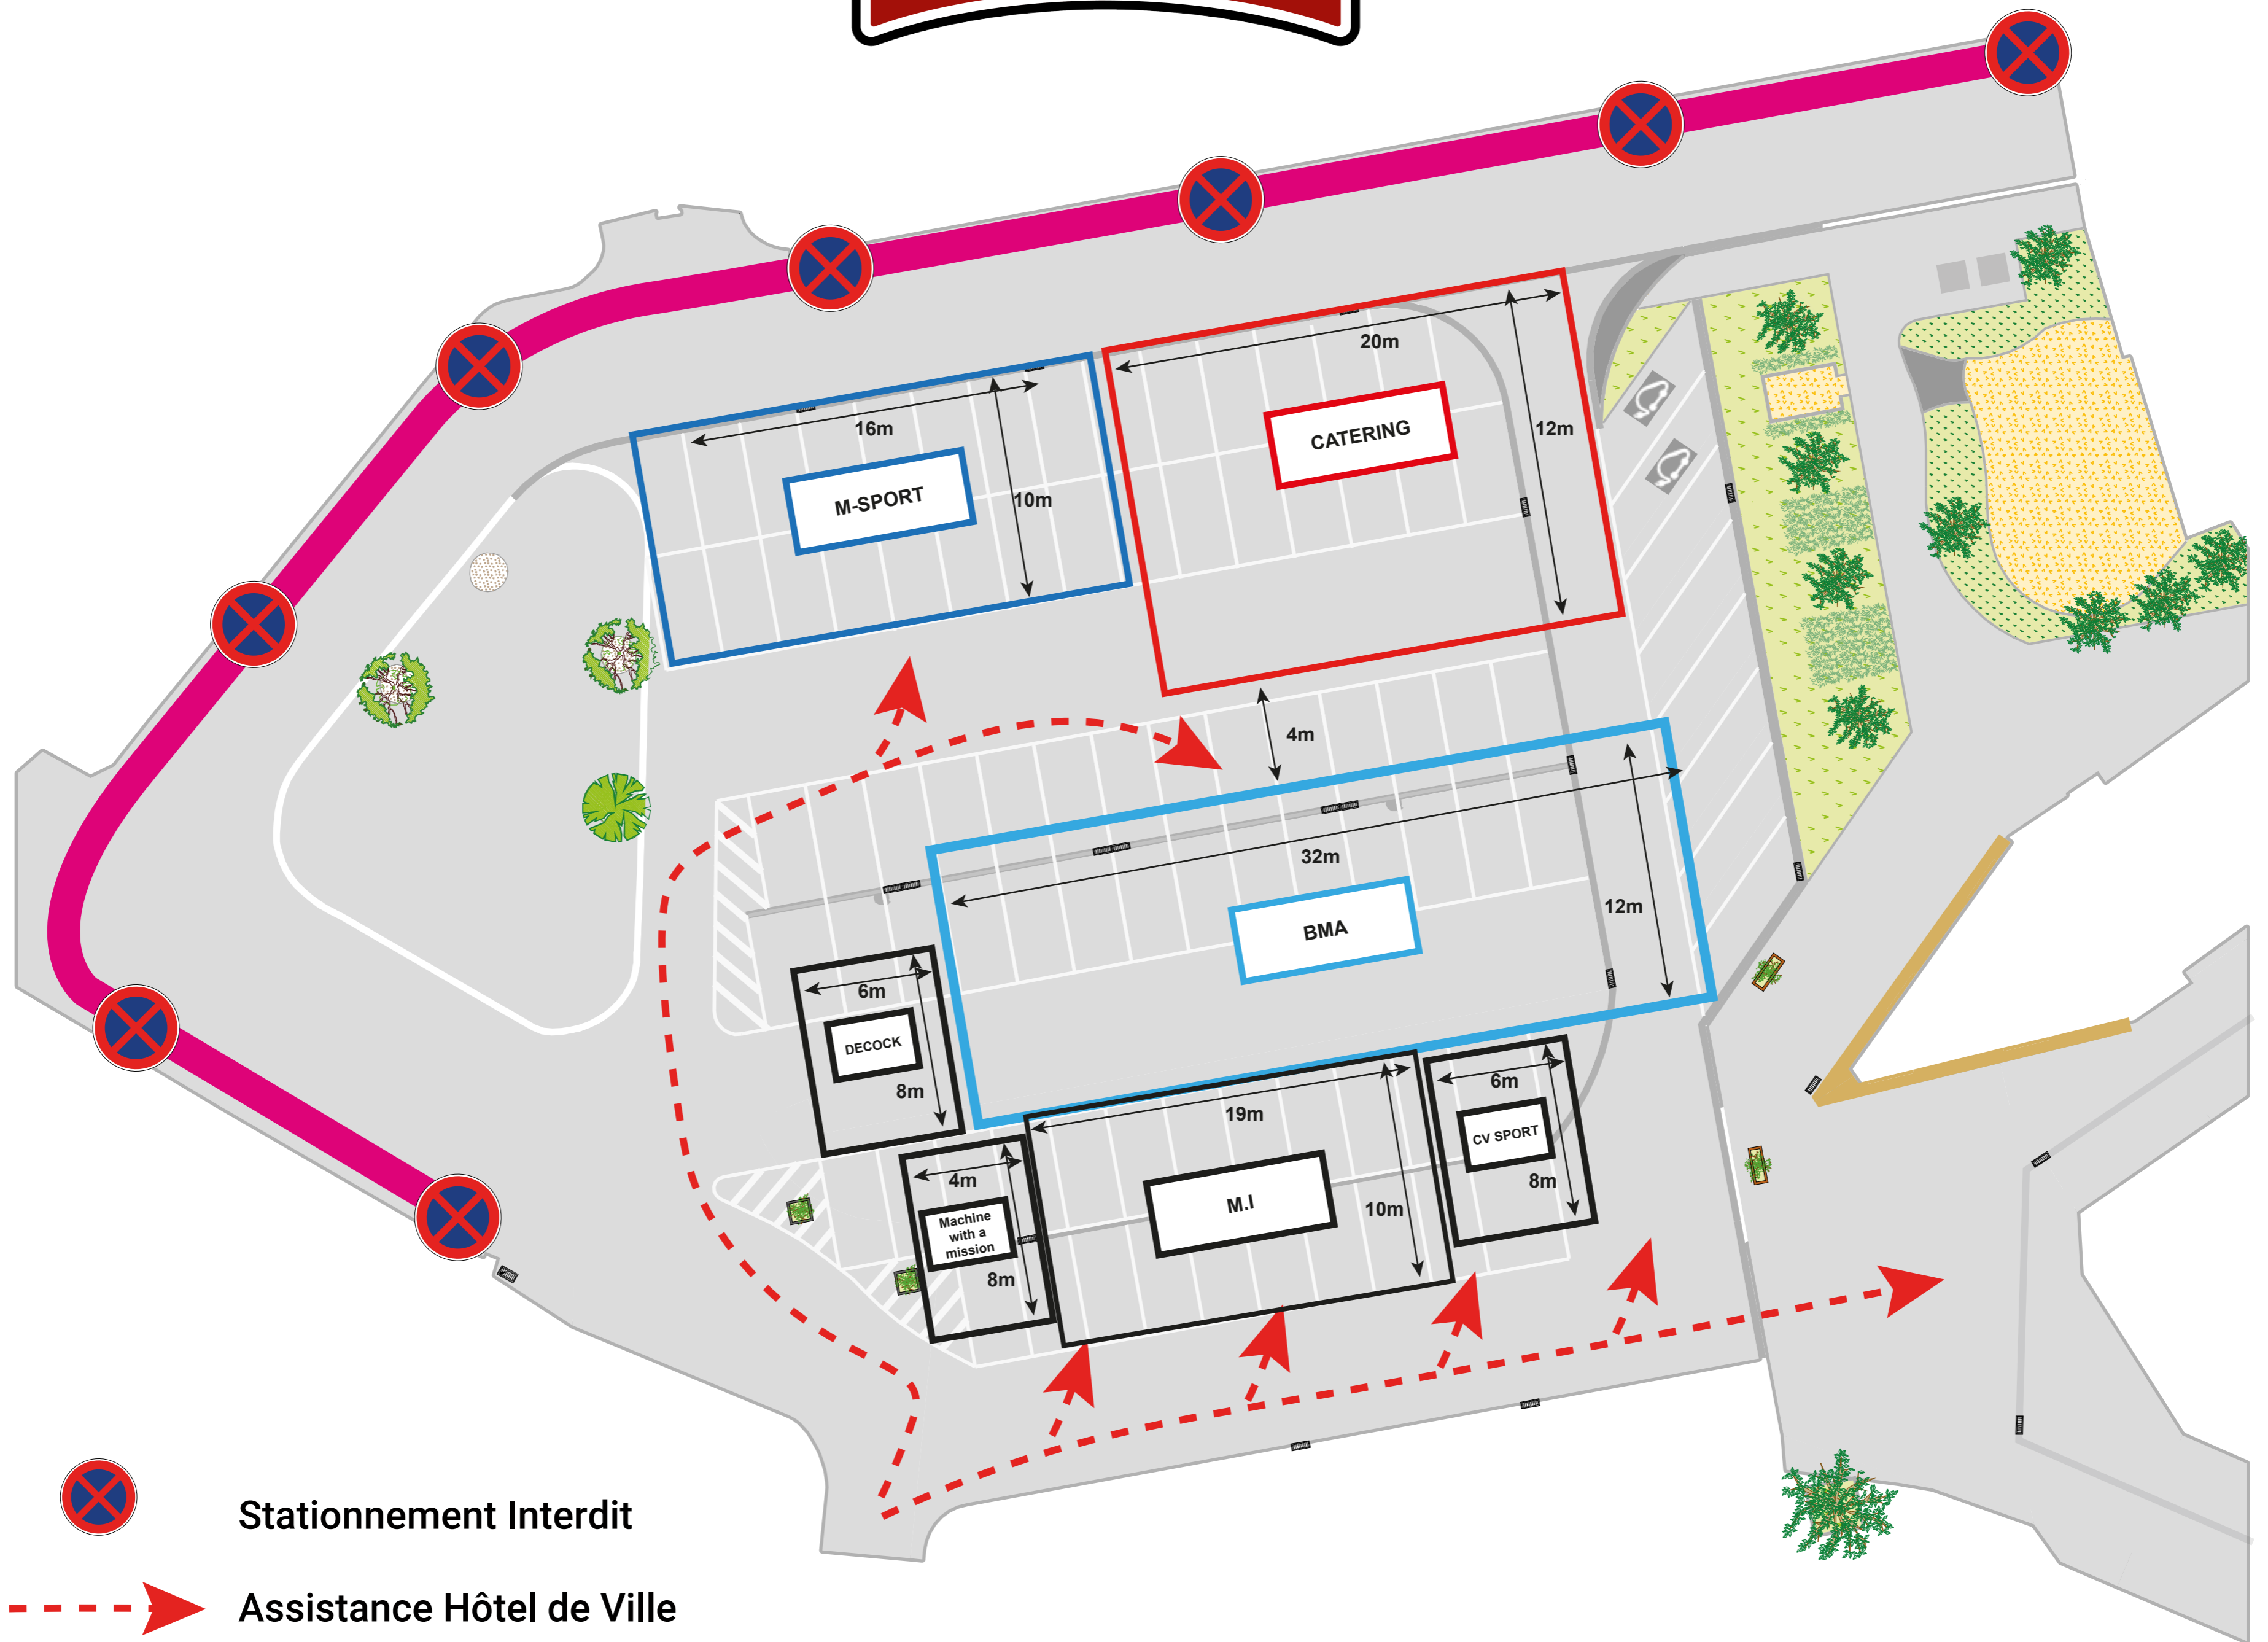 20m
CATERING
12m
16m
M-SPORT
10m
4m
32m
BMA
12m
6m
DECOCK
8m
19m
M.I
10m
6m
CV SPORT
8m
4m
Machine
with a
mission
8m
Stationnement Interdit
Assistance Hôtel de Ville